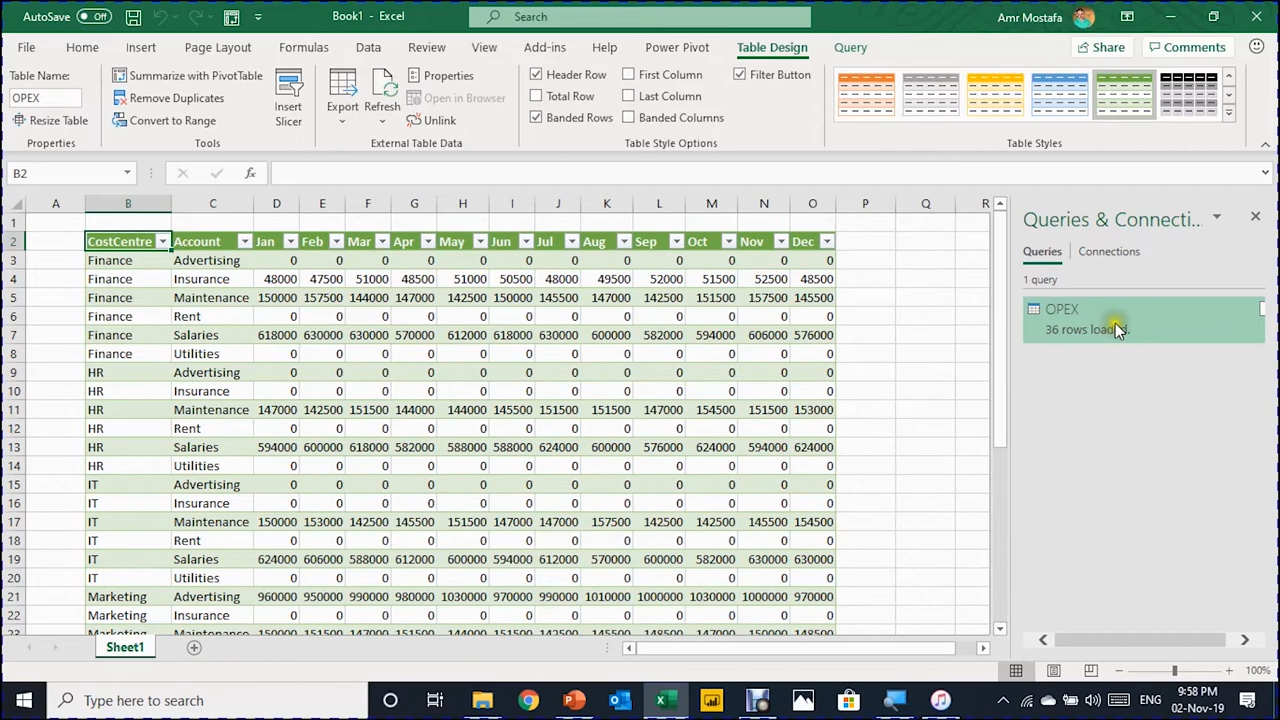 AutoSave Off Book1 - Excel Search Amr Mostafa
File Home Insert Page Layout Formulas Data Review View Add-ins Help Power Pivot Table Design Query Share Comments
Table Name:
OPEX
Resize Table
Properties
Summarize with PivotTable
Remove Duplicates
Convert to Range
Insert
Slicer
Tools
Export
Refresh
Properties
Open in Browser
Unlink
External Table Data
Header Row First Column Filter Button
Total Row Last Column
Banded Rows Banded Columns
Table Style Options
Table Styles
B2 fx
A B C D E F G H I J K L M N O P Q R
1
2 CostCentre Account Jan Feb Mar Apr May Jun Jul Aug Sep Oct Nov Dec
3 Finance Advertising 0 0 0 0 0 0 0 0 0 0 0 0
4 Finance Insurance 48000 47500 51000 48500 51000 50500 48000 49500 52000 51500 52500 48500
5 Finance Maintenance 150000 157500 144000 147000 142500 150000 145500 147000 142500 151500 157500 145500
6 Finance Rent 0 0 0 0 0 0 0 0 0 0 0 0
7 Finance Salaries 618000 630000 630000 570000 612000 618000 630000 600000 582000 594000 606000 576000
8 Finance Utilities 0 0 0 0 0 0 0 0 0 0 0 0
9 HR Advertising 0 0 0 0 0 0 0 0 0 0 0 0
10 HR Insurance 0 0 0 0 0 0 0 0 0 0 0 0
11 HR Maintenance 147000 142500 151500 144000 144000 145500 151500 151500 147000 154500 151500 153000
12 HR Rent 0 0 0 0 0 0 0 0 0 0 0 0
13 HR Salaries 594000 600000 618000 582000 588000 588000 624000 600000 576000 624000 594000 624000
14 HR Utilities 0 0 0 0 0 0 0 0 0 0 0 0
15 IT Advertising 0 0 0 0 0 0 0 0 0 0 0 0
16 IT Insurance 0 0 0 0 0 0 0 0 0 0 0 0
17 IT Maintenance 150000 153000 142500 145500 151500 147000 147000 157500 142500 142500 145500 154500
18 IT Rent 0 0 0 0 0 0 0 0 0 0 0 0
19 IT Salaries 624000 606000 588000 612000 600000 594000 612000 570000 600000 582000 630000 630000
20 IT Utilities 0 0 0 0 0 0 0 0 0 0 0 0
21 Marketing Advertising 960000 950000 990000 980000 1030000 970000 990000 1010000 1000000 1030000 1000000 970000
22 Marketing Insurance 0 0 0 0 0 0 0 0 0 0 0 0
23 Marketing Maintenance 150000 151500 147000 151500 144000 151500 142500 145500 148500 147000 150000 148500
Queries & Connecti...
Queries Connections
1 query
OPEX
36 rows loaded.
Sheet1
100%
Type here to search
ENG
9:58 PM
02-Nov-19